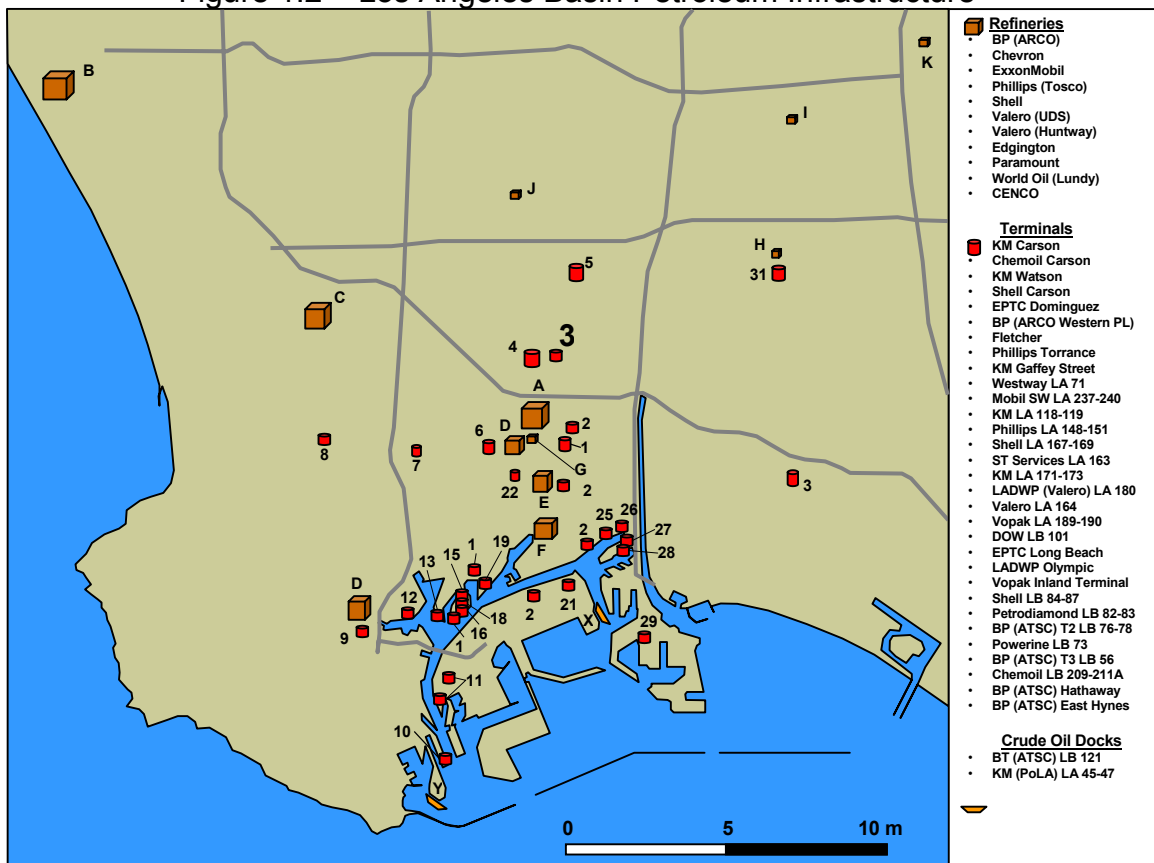 Figure 1.2 – Los Angeles Basin Petroleum Infrastructure
B
K
I
J
H
5
31
C
4
3
A
D
2
6
1
8
7
G
22
E
2
3
26
25
F
2
27
1
19
28
15
13
D
12
21
18
2
X
16
9
1
29
11
10
Y
0
5
10 m
Refineries
• BP (ARCO)
• Chevron
• ExxonMobil
• Phillips (Tosco)
• Shell
• Valero (UDS)
• Valero (Huntway)
• Edgington
• Paramount
• World Oil (Lundy)
• CENCO
Terminals
• KM Carson
• Chemoil Carson
• KM Watson
• Shell Carson
• EPTC Dominguez
• BP (ARCO Western PL)
• Fletcher
• Phillips Torrance
• KM Gaffey Street
• Westway LA 71
• Mobil SW LA 237-240
• KM LA 118-119
• Phillips LA 148-151
• Shell LA 167-169
• ST Services LA 163
• KM LA 171-173
• LADWP (Valero) LA 180
• Valero LA 164
• Vopak LA 189-190
• DOW LB 101
• EPTC Long Beach
• LADWP Olympic
• Vopak Inland Terminal
• Shell LB 84-87
• Petrodiamond LB 82-83
• BP (ATSC) T2 LB 76-78
• Powerine LB 73
• BP (ATSC) T3 LB 56
• Chemoil LB 209-211A
• BP (ATSC) Hathaway
• BP (ATSC) East Hynes
Crude Oil Docks
• BT (ATSC) LB 121
• KM (PoLA) LA 45-47